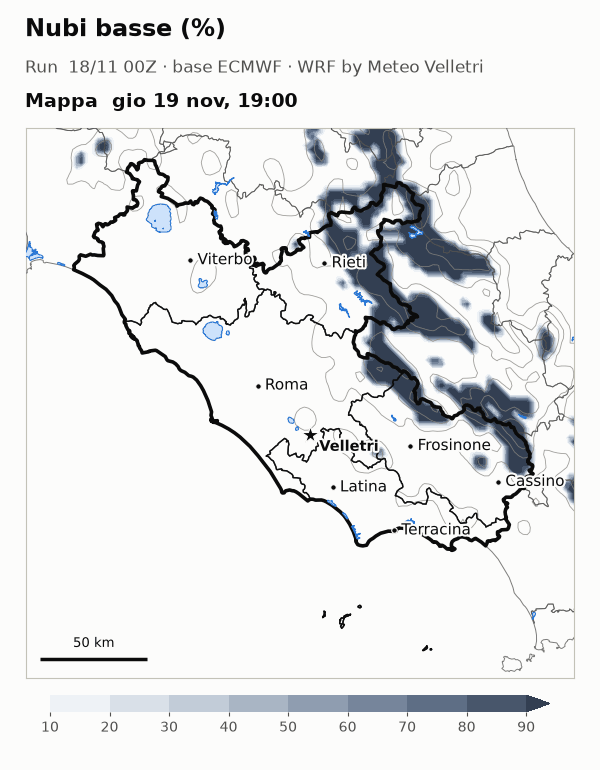 Nubi basse (%)
Run  18/11 00Z · base ECMWF · WRF by Meteo Velletri
Mappa  gio 19 nov, 19:00
Viterbo
Rieti
Roma
Velletri
Frosinone
Latina
Cassino
Terracina
50 km
10 20 30 40 50 60 70 80 90